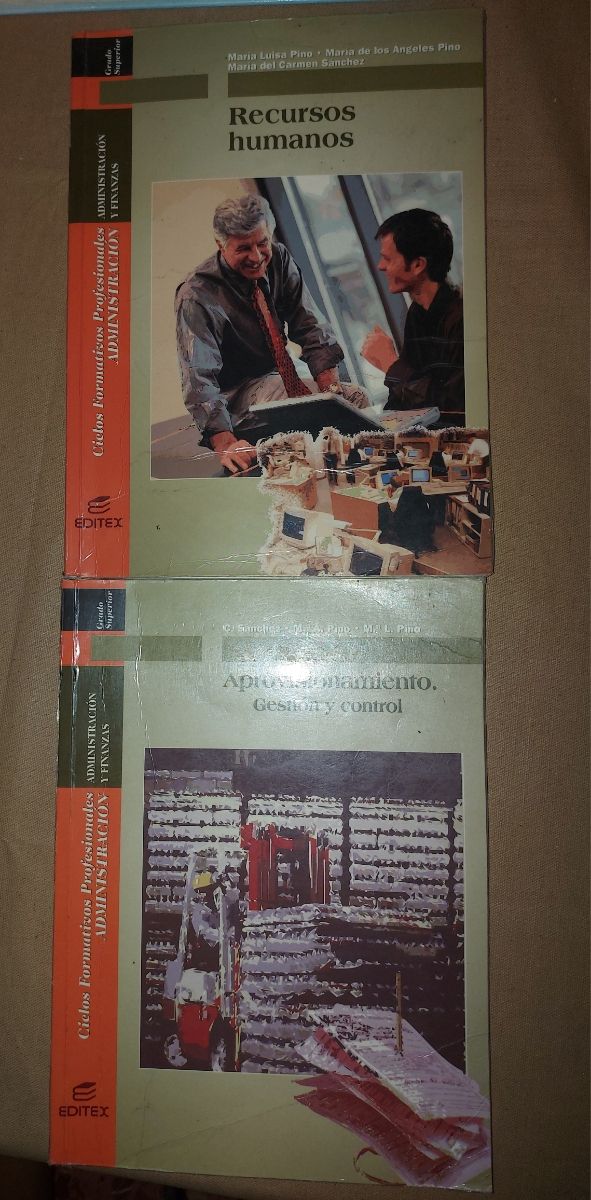 Grado
Superior
María Luisa Pino • María de los Ángeles Pino
María del Carmen Sánchez
Recursos
humanos
ADMINISTRACIÓN
Y FINANZAS
Ciclos Formativos Profesionales
ADMINISTRACIÓN
EDITEX
Grado
Superior
C. Sánchez • M.ª A. Pino • M.ª L. Pino
Aprovisionamiento.
Gestión y control
ADMINISTRACIÓN
Y FINANZAS
Ciclos Formativos Profesionales
ADMINISTRACIÓN
EDITEX